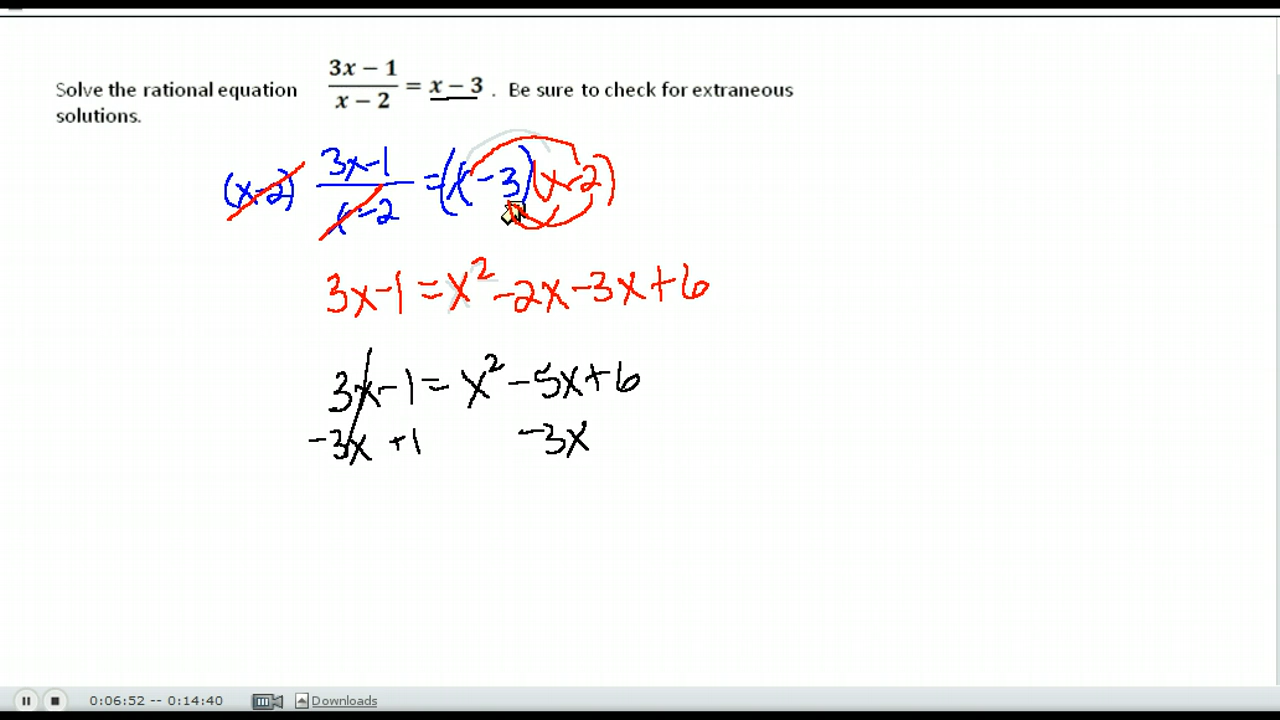 Solve the rational equation (3x − 1)/(x − 2) = x − 3 . Be sure to check for extraneous
solutions.
(x-2) (3x-1)/(x-2) = (x-3)(x-2)
3x-1 = x² -2x -3x +6
3x-1 = x² -5x+6
-3x +1 -3x
0:06:52 -- 0:14:40 Downloads